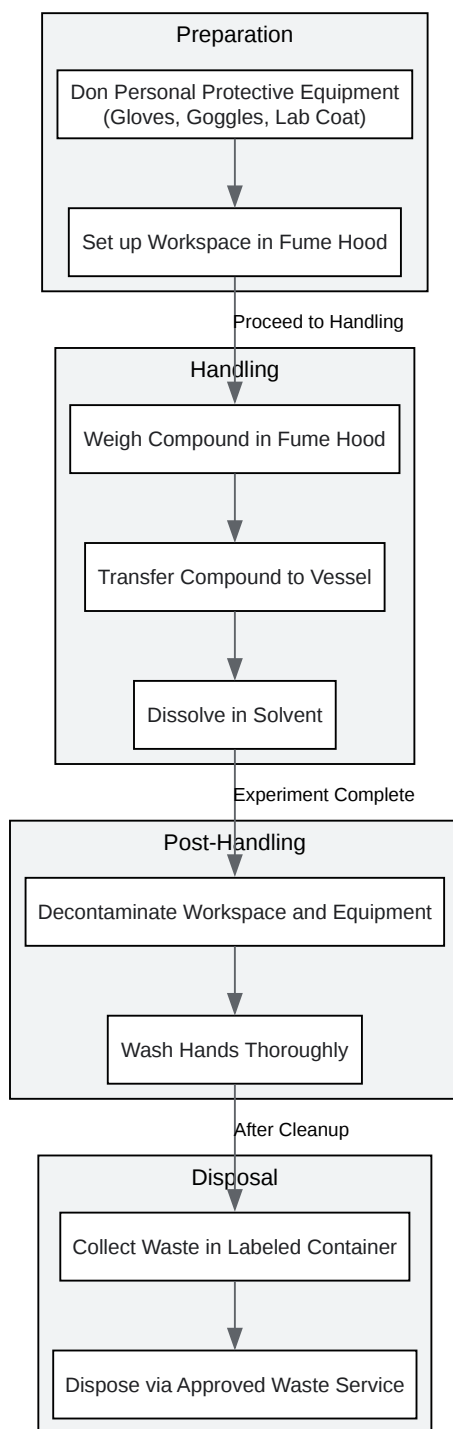 Preparation
Don Personal Protective Equipment
(Gloves, Goggles, Lab Coat)
Set up Workspace in Fume Hood
Proceed to Handling
Handling
Weigh Compound in Fume Hood
Transfer Compound to Vessel
Dissolve in Solvent
Experiment Complete
Post-Handling
Decontaminate Workspace and Equipment
Wash Hands Thoroughly
After Cleanup
Disposal
Collect Waste in Labeled Container
Dispose via Approved Waste Service